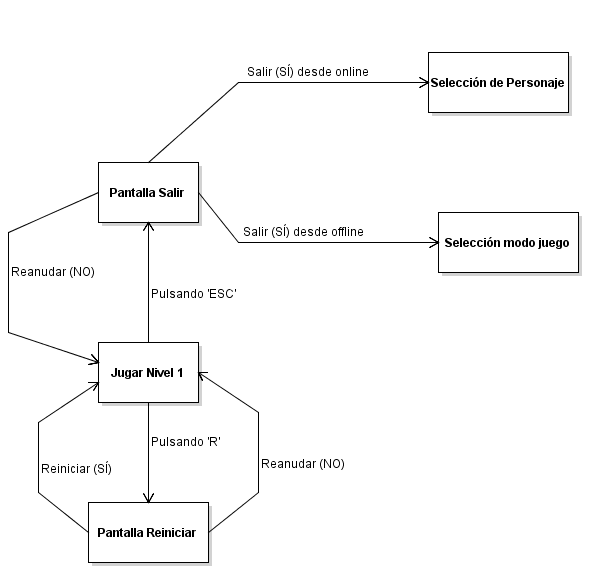 Salir (SÍ) desde online
Selección de Personaje
Pantalla Salir
Salir (SÍ) desde offline
Selección modo juego
Reanudar (NO)
Pulsando 'ESC'
Jugar Nivel 1
Pulsando 'R'
Reiniciar (SÍ)
Reanudar (NO)
Pantalla Reiniciar